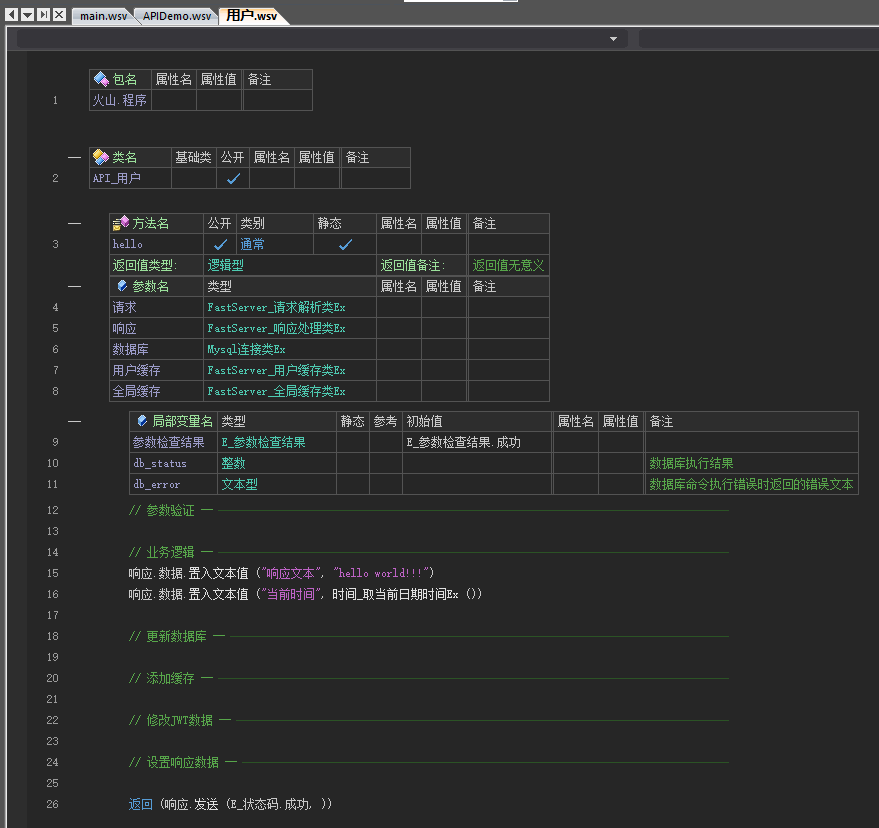 main.wsv APIDemo.wsv 用户.wsv
包名 属性名 属性值 备注
1 火山.程序
类名 基础类 公开 属性名 属性值 备注
2 API_用户
方法名 公开 类别 静态 属性名 属性值 备注
3 hello 通常
返回值类型: 逻辑型 返回值备注: 返回值无意义
参数名 类型 属性名 属性值 备注
4 请求 FastServer_请求解析类Ex
5 响应 FastServer_响应处理类Ex
6 数据库 Mysql连接类Ex
7 用户缓存 FastServer_用户缓存类Ex
8 全局缓存 FastServer_全局缓存类Ex
局部变量名 类型 静态 参考 初始值 属性名 属性值 备注
9 参数检查结果 E_参数检查结果 E_参数检查结果.成功
10 db_status 整数 数据库执行结果
11 db_error 文本型 数据库命令执行错误时返回的错误文本
12 // 参数验证 —
13
14 // 业务逻辑 —
15 响应.数据.置入文本值 ("响应文本", "hello world!!!")
16 响应.数据.置入文本值 ("当前时间", 时间_取当前日期时间Ex ())
17
18 // 更新数据库 —
19
20 // 添加缓存 —
21
22 // 修改JWT数据 —
23
24 // 设置响应数据 —
25
26 返回 (响应.发送 (E_状态码.成功, ))